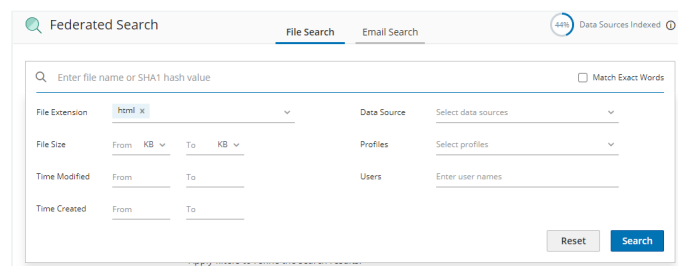 Federated Search
File Search
Email Search
44%
Data Sources Indexed
Enter file name or SHA1 hash value
Match Exact Words
File Extension
html x
Data Source
Select data sources
File Size
From KB
To KB
Profiles
Select profiles
Time Modified
From
To
Users
Enter user names
Time Created
From
To
Reset
Search